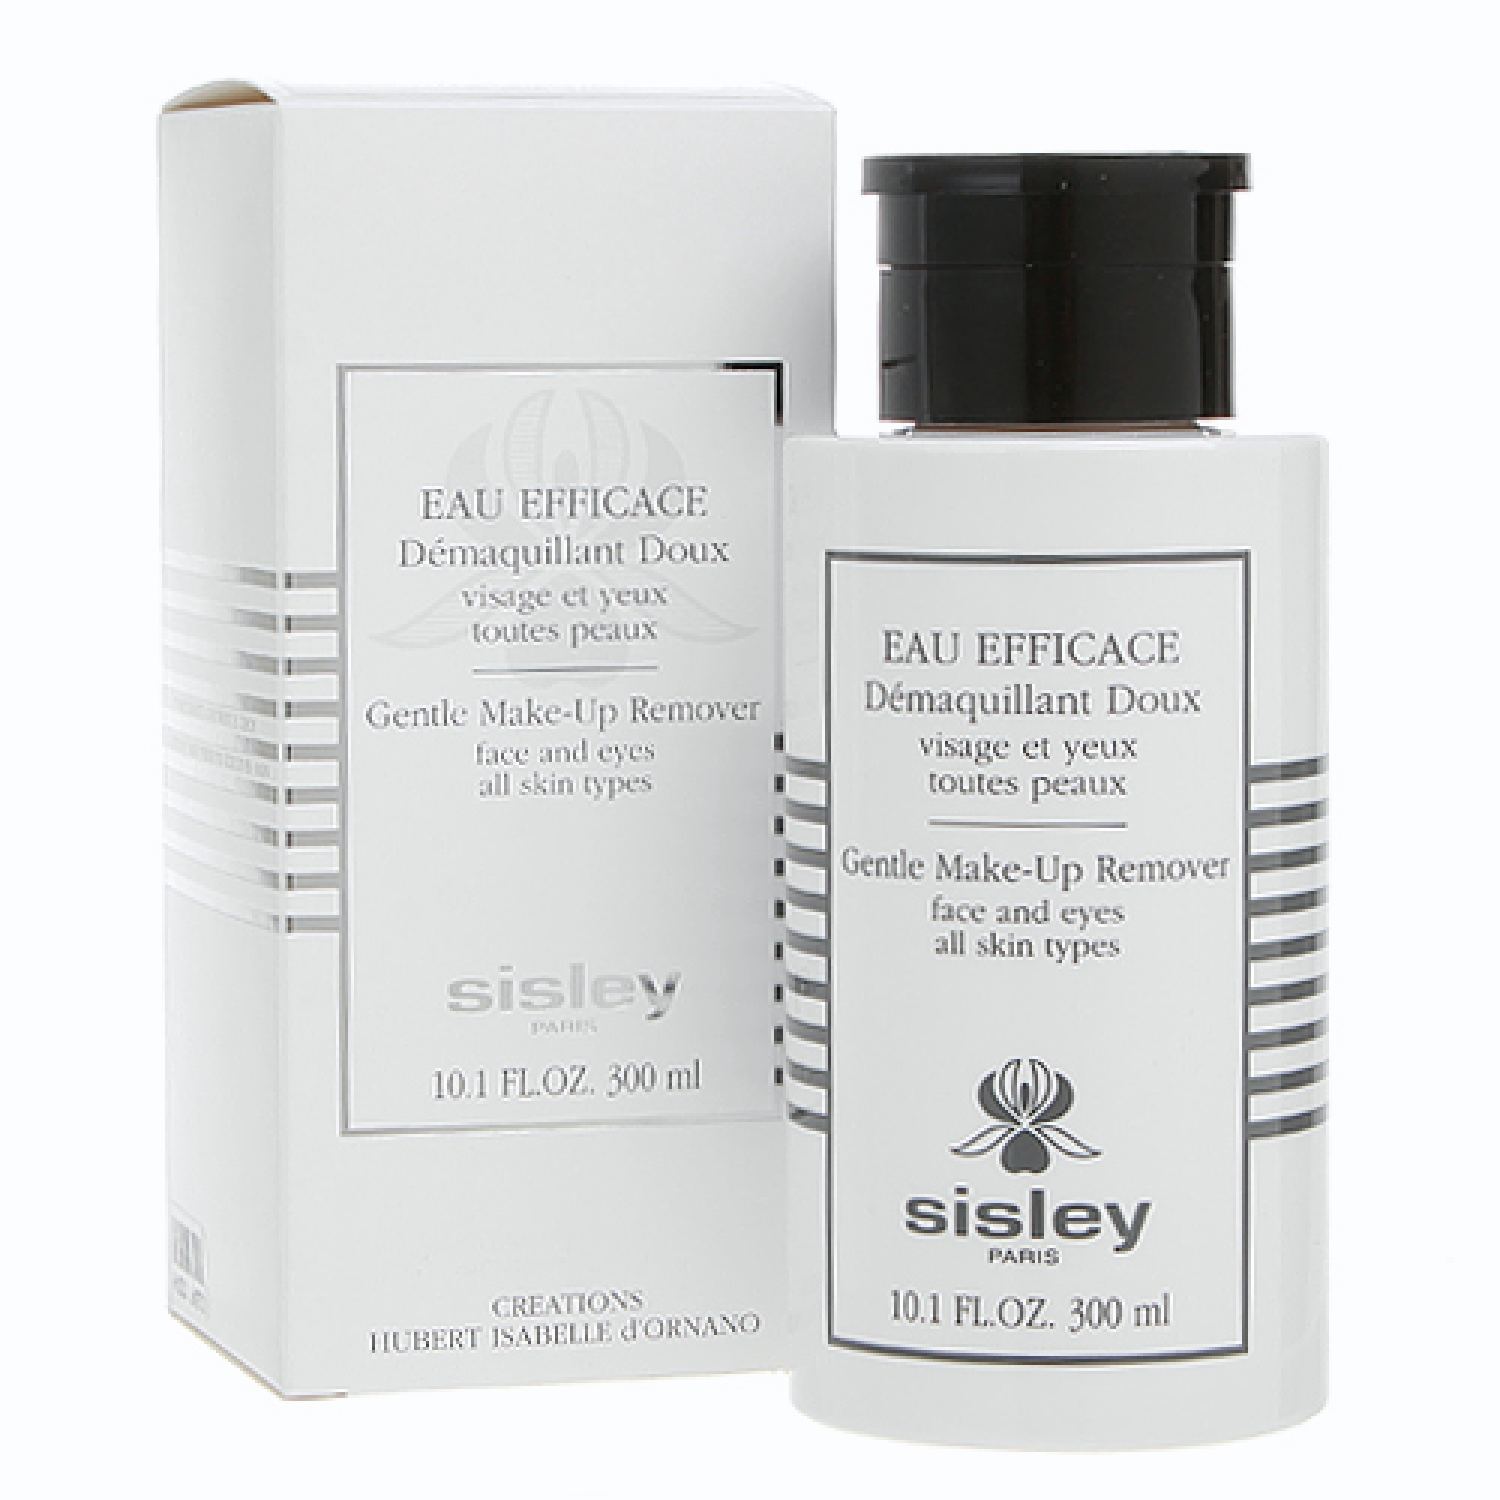 EAU EFFICACE
Démaquillant Doux
visage et yeux
toutes peaux
Gentle Make-Up Remover
face and eyes
all skin types
sisley
PARIS
10.1 FL.OZ. 300 ml
CREATIONS
HUBERT ISABELLE d'ORNANO
EAU EFFICACE
Démaquillant Doux
visage et yeux
toutes peaux
Gentle Make-Up Remover
face and eyes
all skin types
sisley
PARIS
10.1 FL.OZ. 300 ml